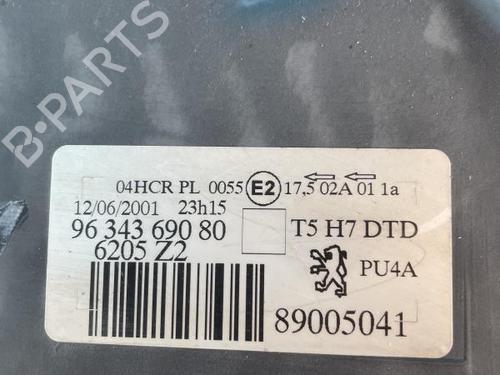 B-PARTS
04HCR PL 0055 E2 17,5 02A 01 1a
12/06/2001 23h15
96 343 690 80
T5 H7 DTD
6205 Z2
PU4A
89005041